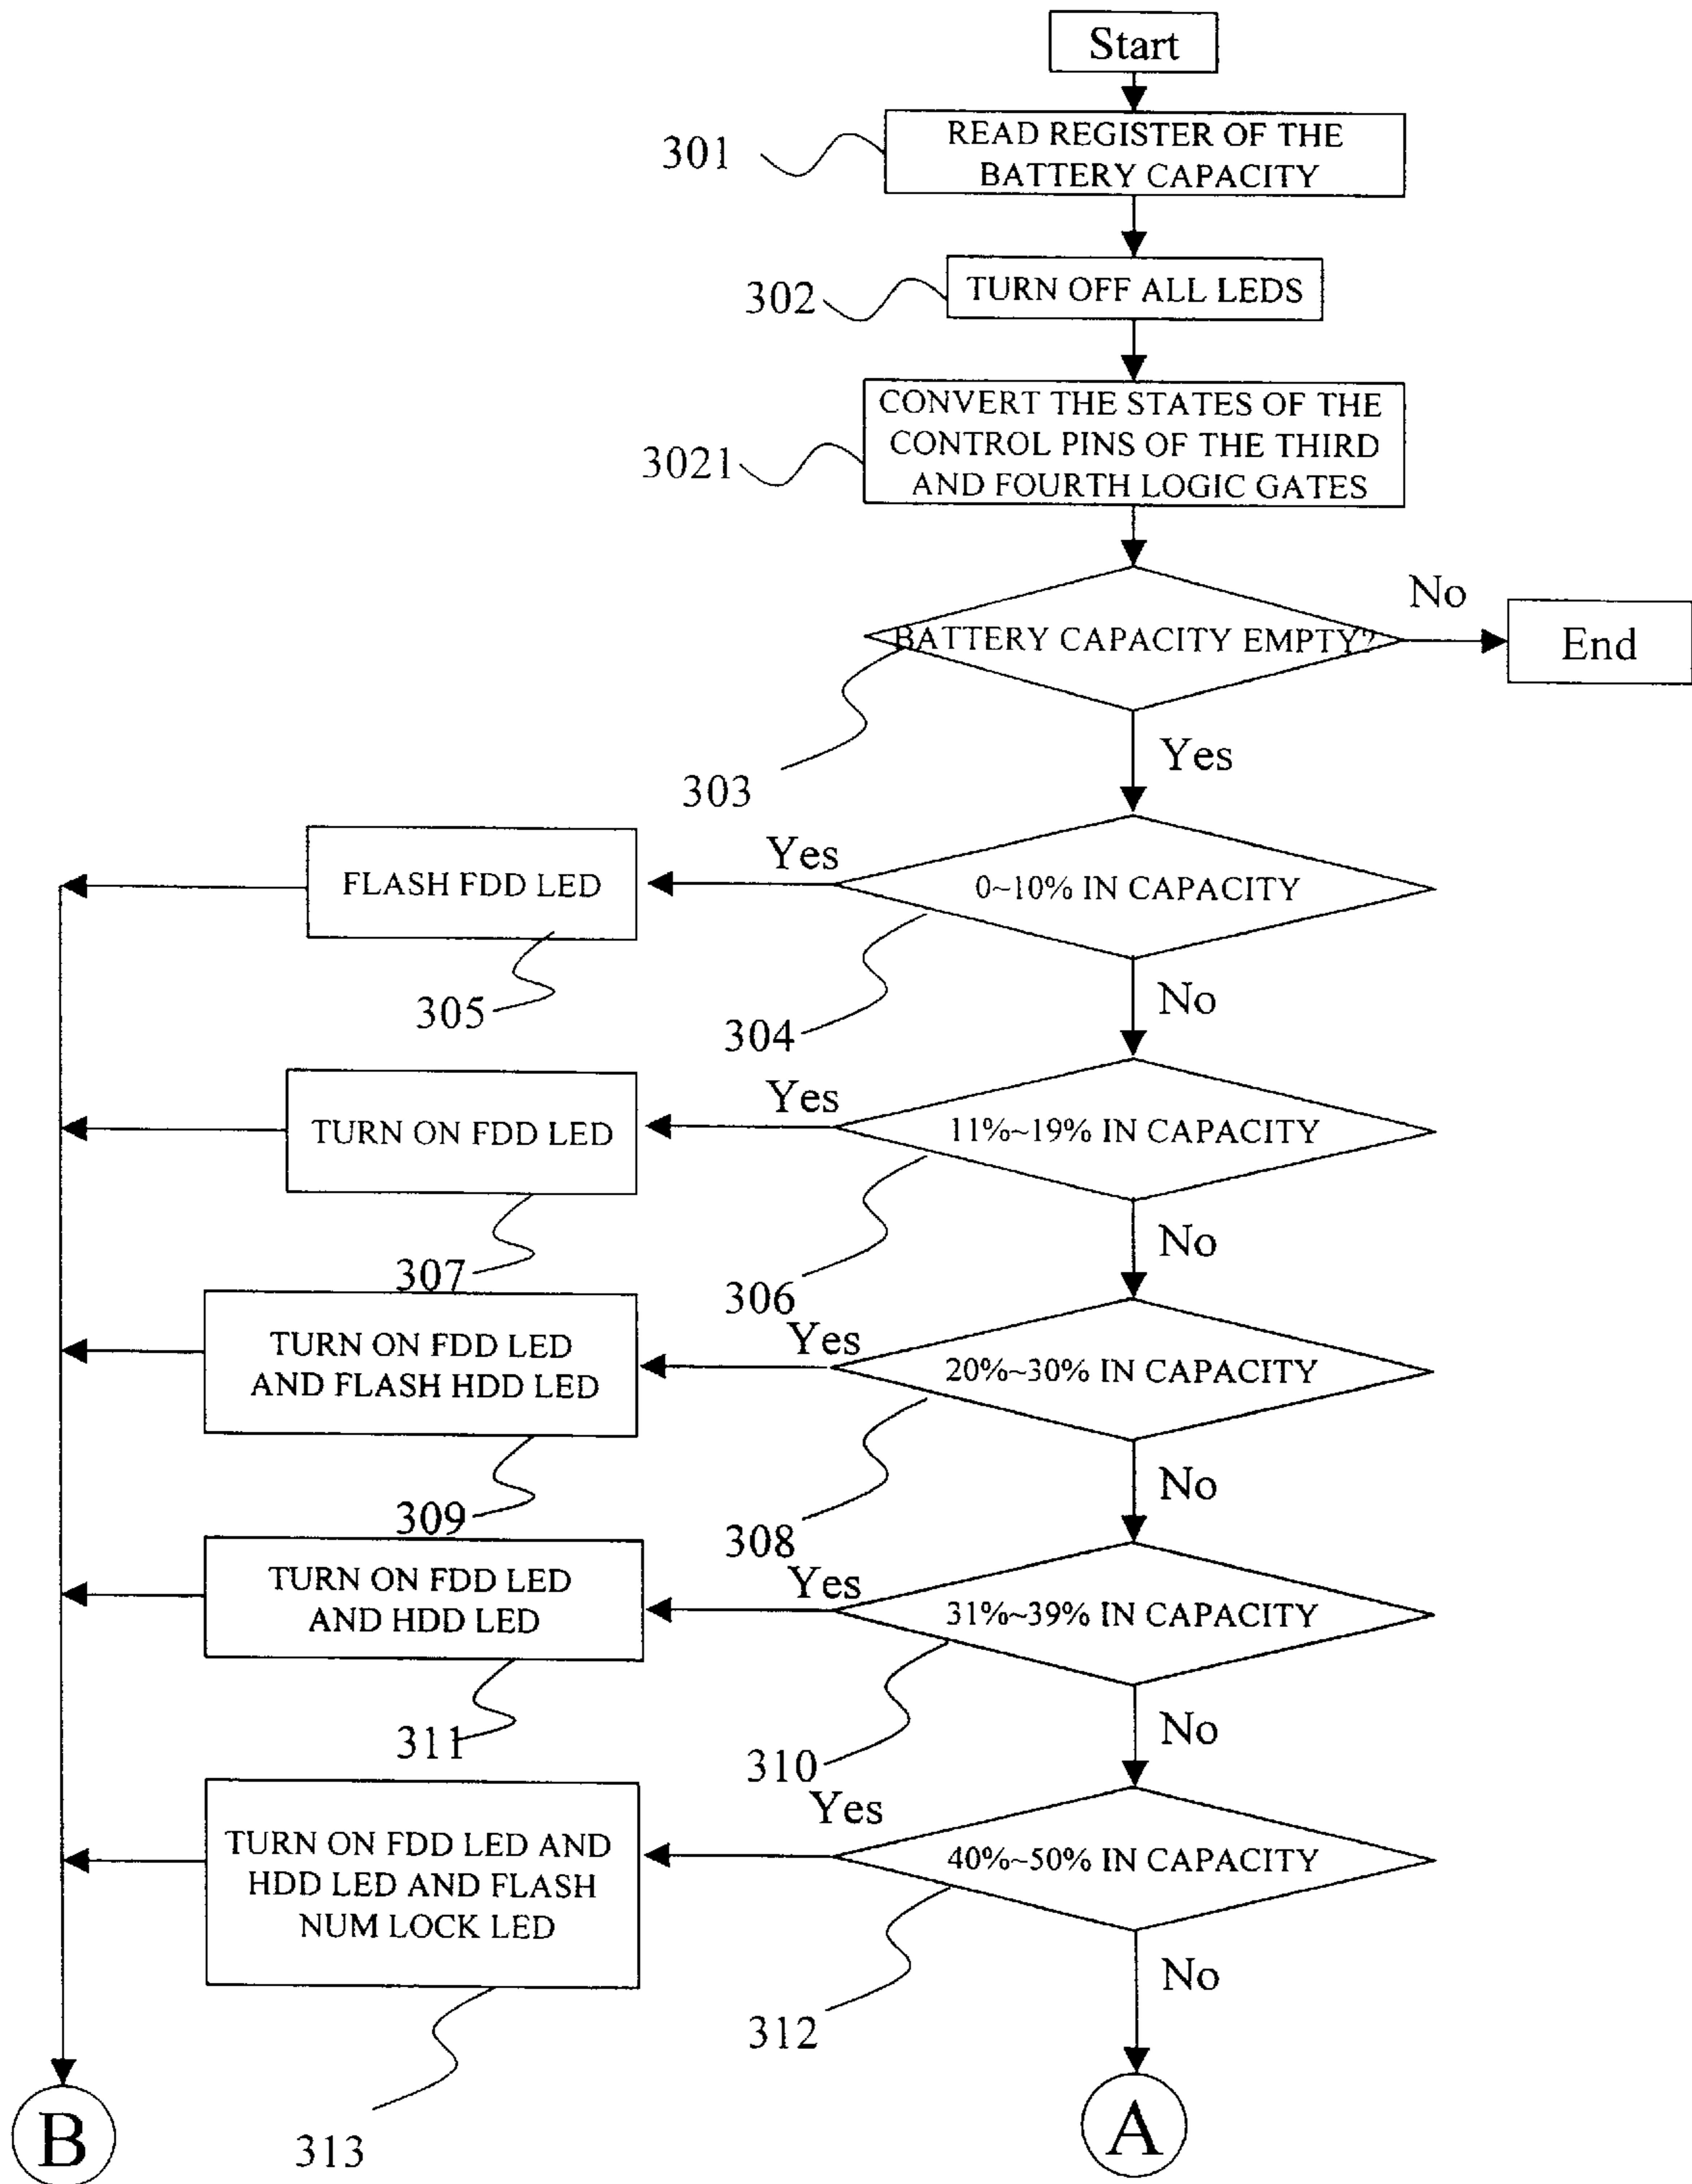 Start
301
READ REGISTER OF THE
BATTERY CAPACITY
302
TURN OFF ALL LEDS
3021
CONVERT THE STATES OF THE
CONTROL PINS OF THE THIRD
AND FOURTH LOGIC GATES
No
BATTERY CAPACITY EMPTY?
End
303
Yes
Yes
FLASH FDD LED
0~10% IN CAPACITY
305
304
No
Yes
TURN ON FDD LED
11%~19% IN CAPACITY
307
306
No
Yes
TURN ON FDD LED
AND FLASH HDD LED
20%~30% IN CAPACITY
309
308
No
Yes
TURN ON FDD LED
AND HDD LED
31%~39% IN CAPACITY
311
310
No
Yes
TURN ON FDD LED AND
HDD LED AND FLASH
NUM LOCK LED
40%~50% IN CAPACITY
312
No
313
B
A